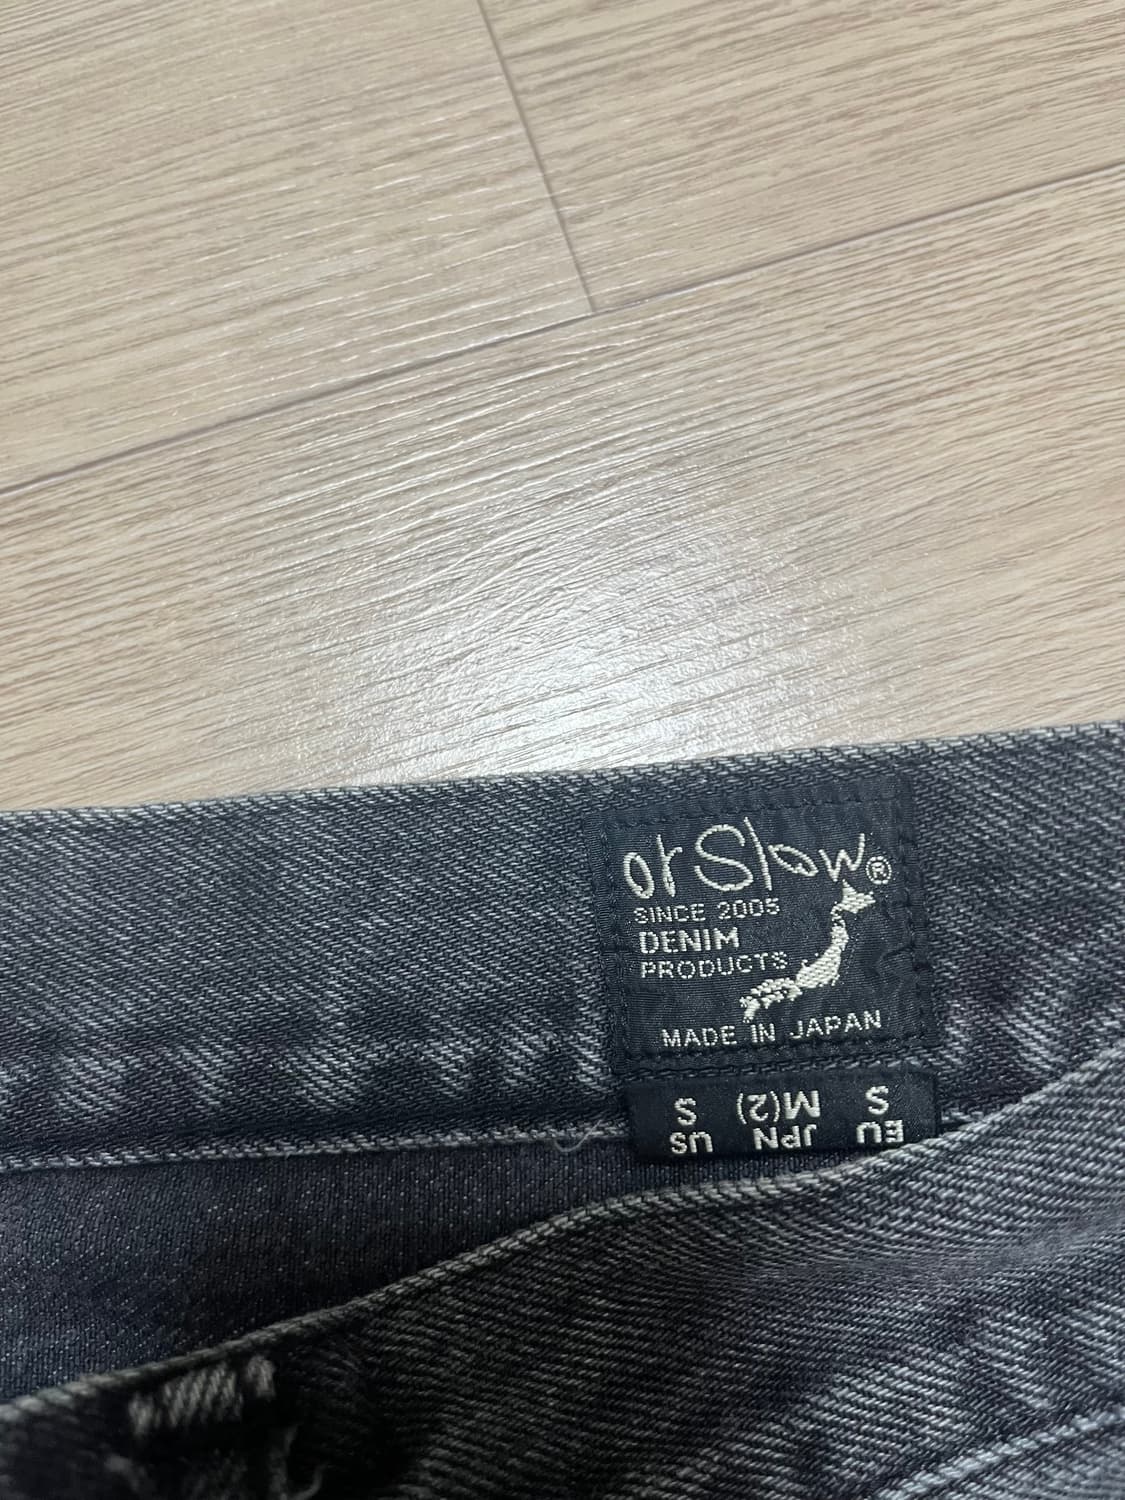 orSlow®
SINCE 2005
DENIM
PRODUCTS
MADE IN JAPAN
EU JPN US
S M(2) S